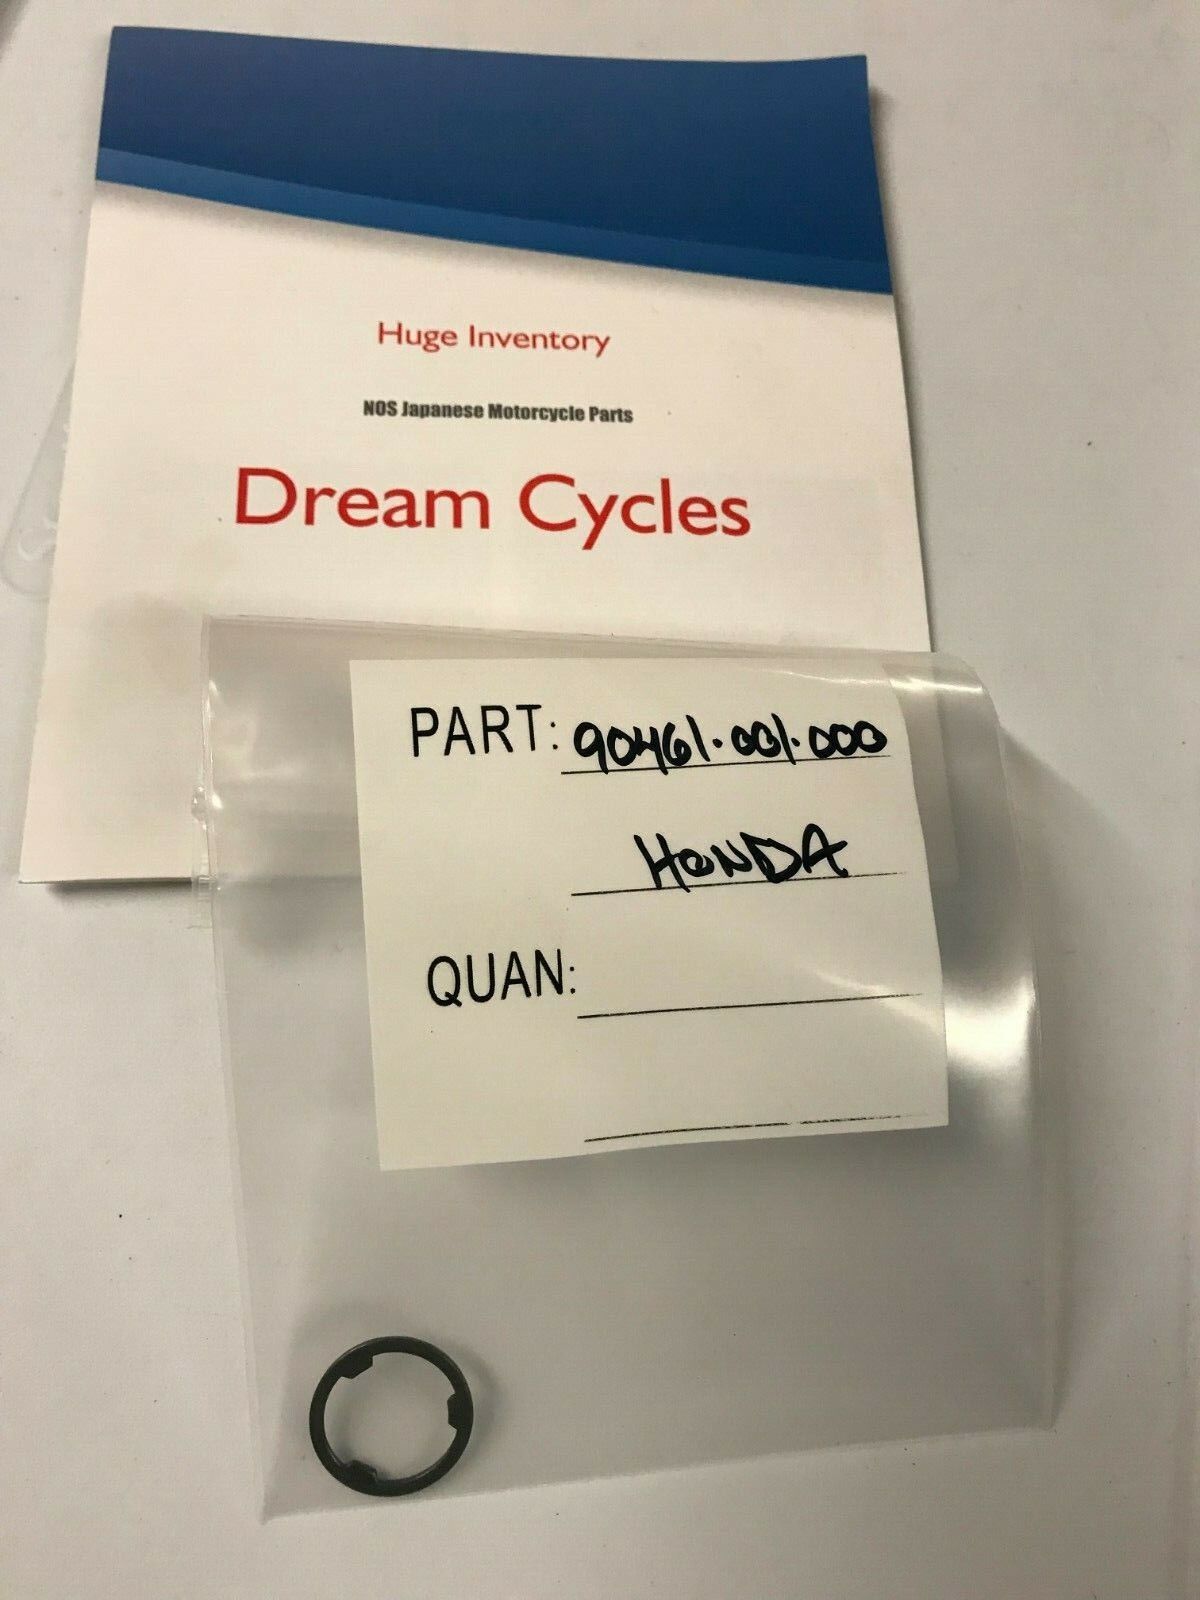 Huge Inventory
NOS Japanese Motorcycle Parts
Dream Cycles
PART: 90461.001.000
HONDA
QUAN: